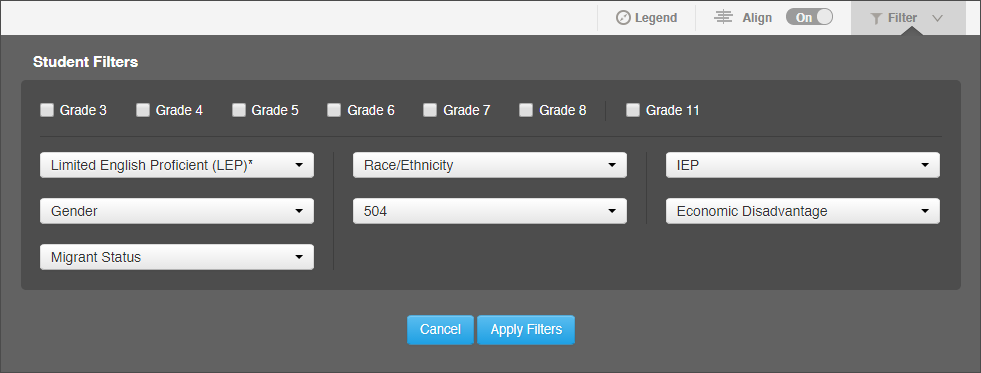 Legend Align On Filter
Student Filters
Grade 3 Grade 4 Grade 5 Grade 6 Grade 7 Grade 8 Grade 11
Limited English Proficient (LEP)* Race/Ethnicity IEP
Gender 504 Economic Disadvantage
Migrant Status
Cancel Apply Filters